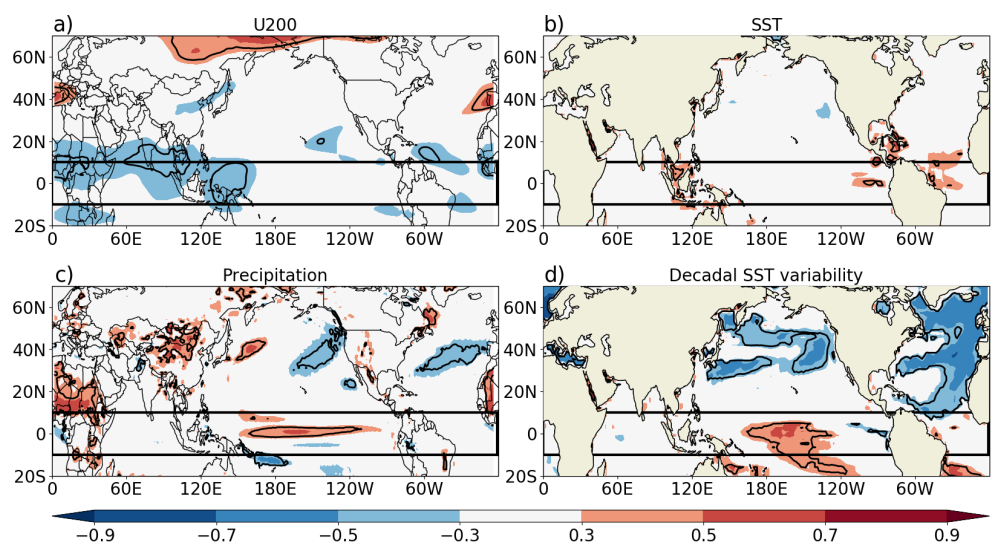 a) U200
b) SST
60N
40N
20N
0
20S
0 60E 120E 180E 120W 60W
60N
40N
20N
0
20S
0 60E 120E 180E 120W 60W
c) Precipitation
d) Decadal SST variability
60N
40N
20N
0
20S
0 60E 120E 180E 120W 60W
60N
40N
20N
0
20S
0 60E 120E 180E 120W 60W
−0.9 −0.7 −0.5 −0.3 0.3 0.5 0.7 0.9